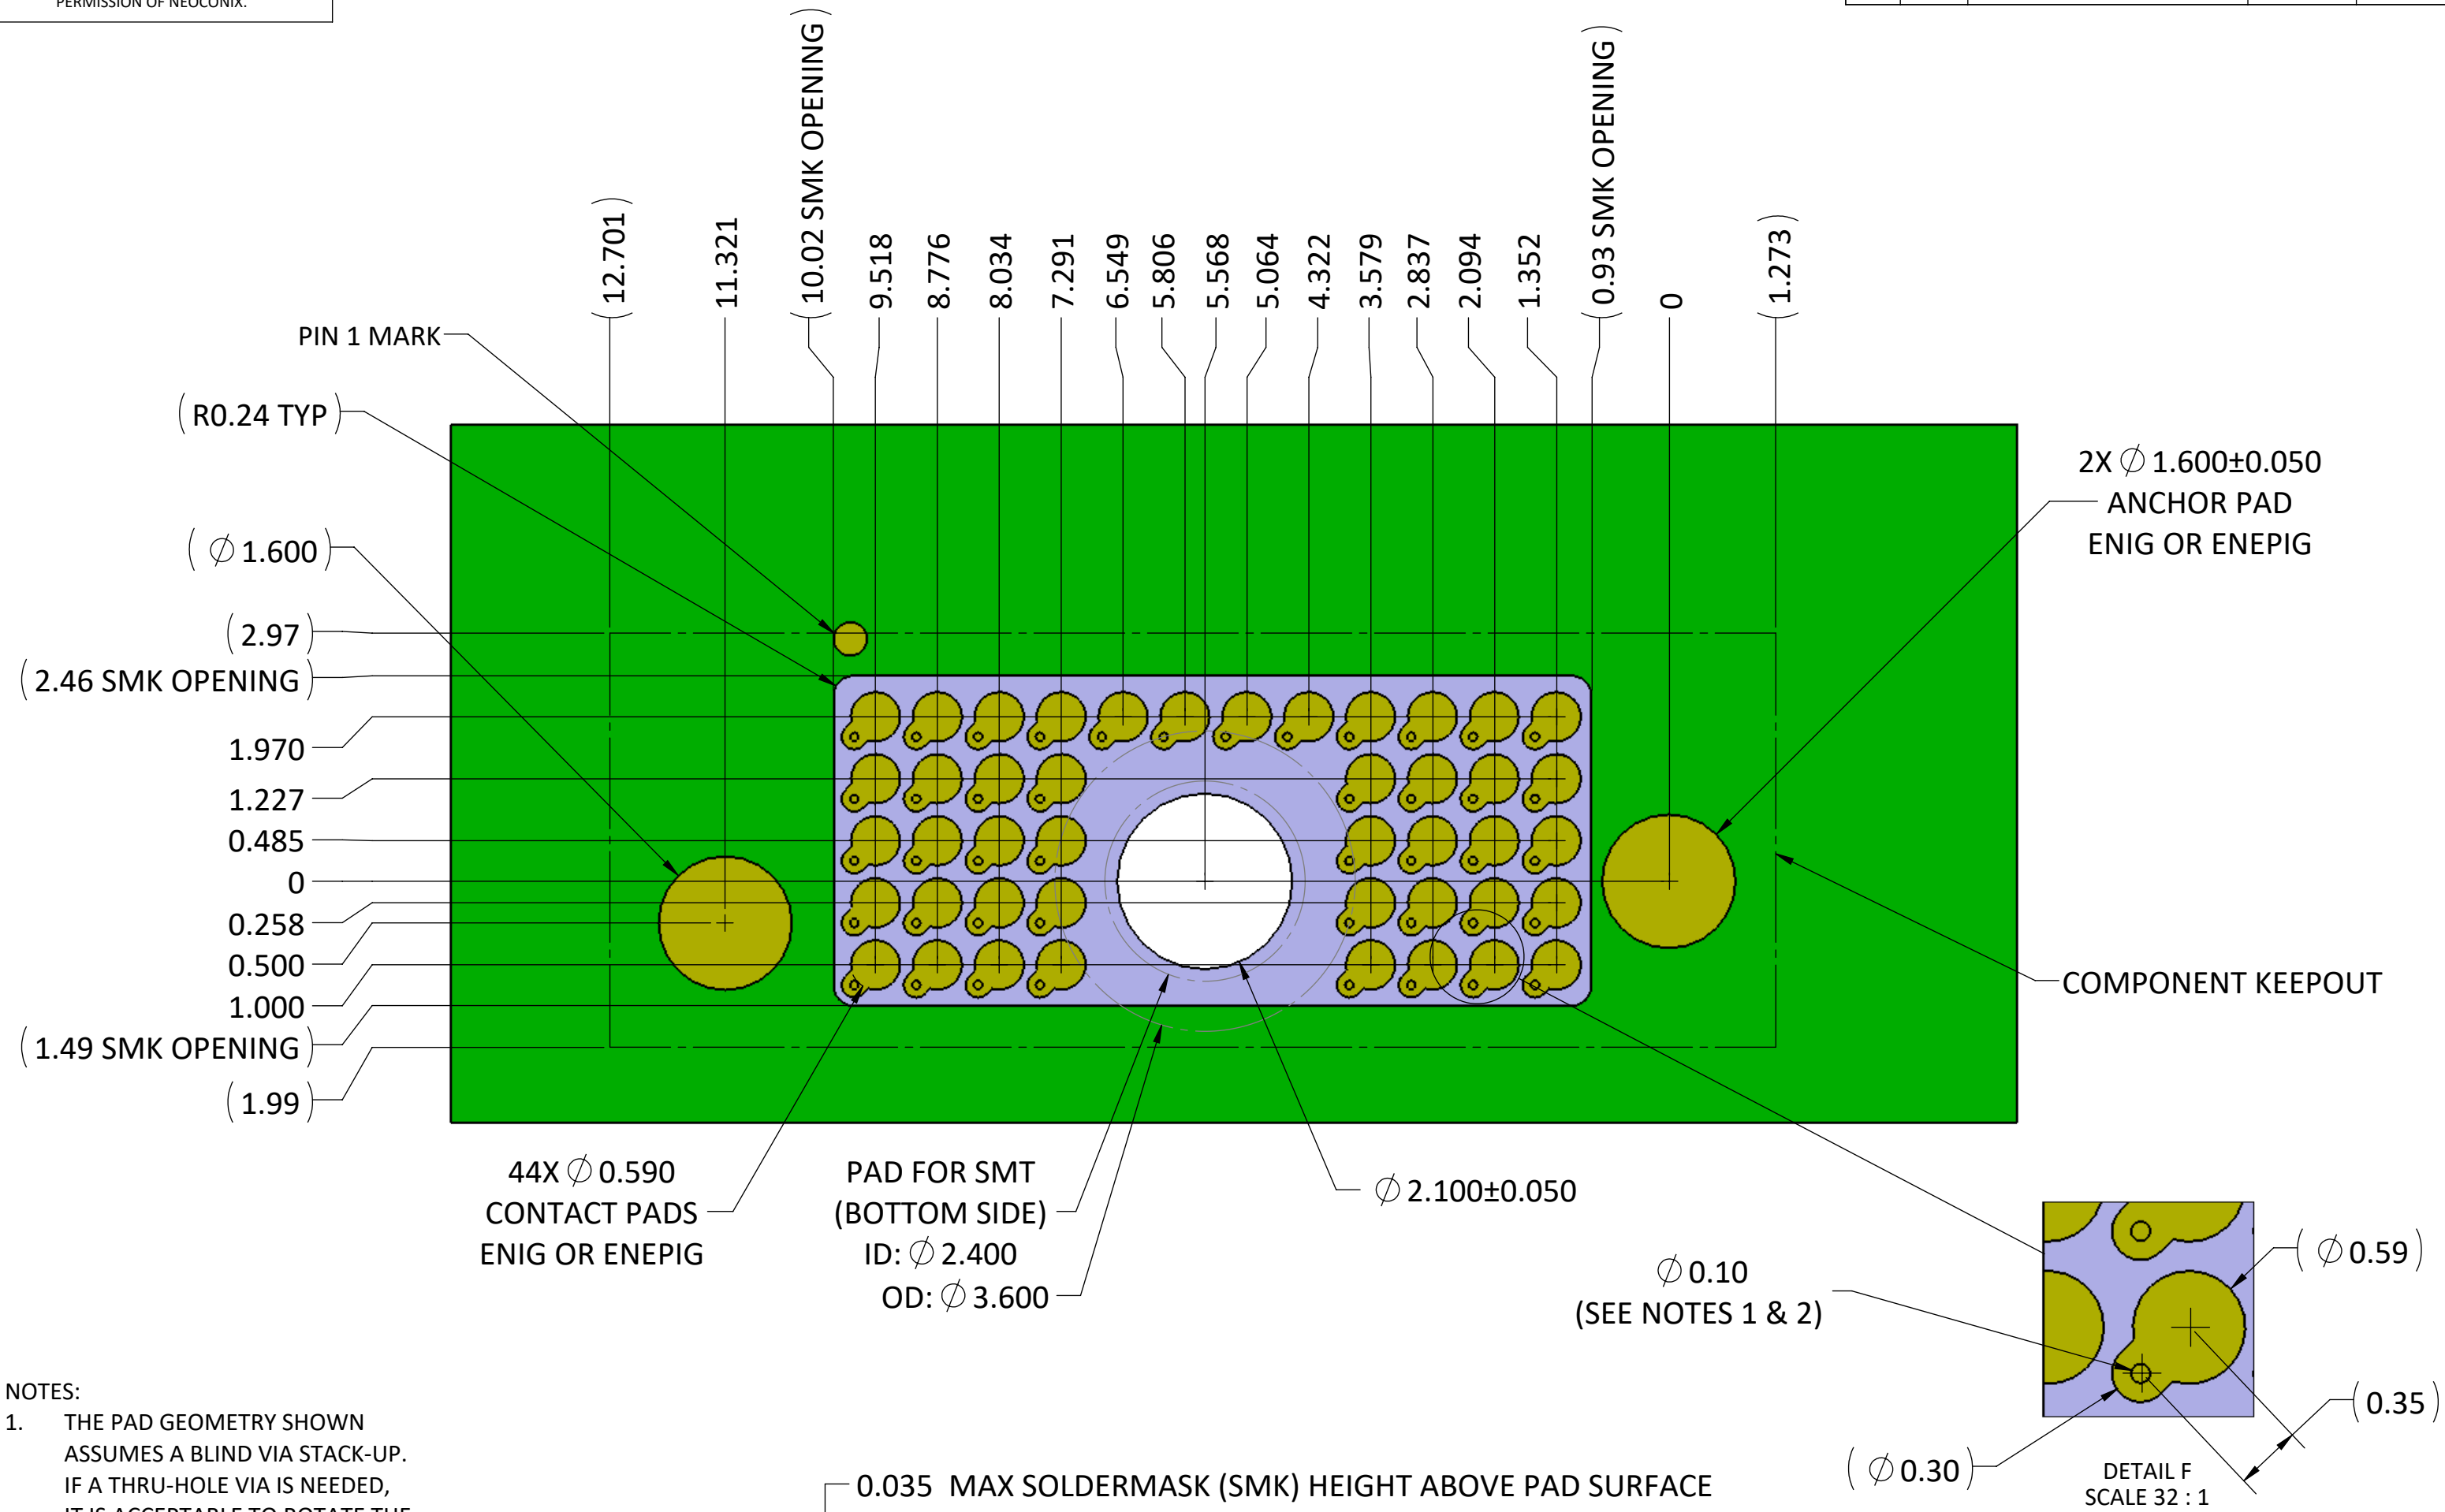 PERMISSION OF NEOCONIX.
(12.701)
11.321
(10.02 SMK OPENING)
9.518
8.776
8.034
7.291
6.549
5.806
5.568
5.064
4.322
3.579
2.837
2.094
1.352
(0.93 SMK OPENING)
0
(1.273)
PIN 1 MARK
(R0.24 TYP)
(∅ 1.600)
(2.97)
(2.46 SMK OPENING)
1.970
1.227
0.485
0
0.258
0.500
1.000
(1.49 SMK OPENING)
(1.99)
2X ∅ 1.600±0.050
ANCHOR PAD
ENIG OR ENEPIG
COMPONENT KEEPOUT
44X ∅ 0.590
CONTACT PADS
ENIG OR ENEPIG
PAD FOR SMT
(BOTTOM SIDE)
ID: ∅ 2.400
OD: ∅ 3.600
∅ 2.100±0.050
∅ 0.10
(SEE NOTES 1 & 2)
(∅ 0.59)
(0.35)
(∅ 0.30)
DETAIL F
SCALE 32 : 1
NOTES:
1. THE PAD GEOMETRY SHOWN
ASSUMES A BLIND VIA STACK-UP.
IF A THRU-HOLE VIA IS NEEDED,
IT IS ACCEPTABLE TO ROTATE THE
0.035 MAX SOLDERMASK (SMK) HEIGHT ABOVE PAD SURFACE